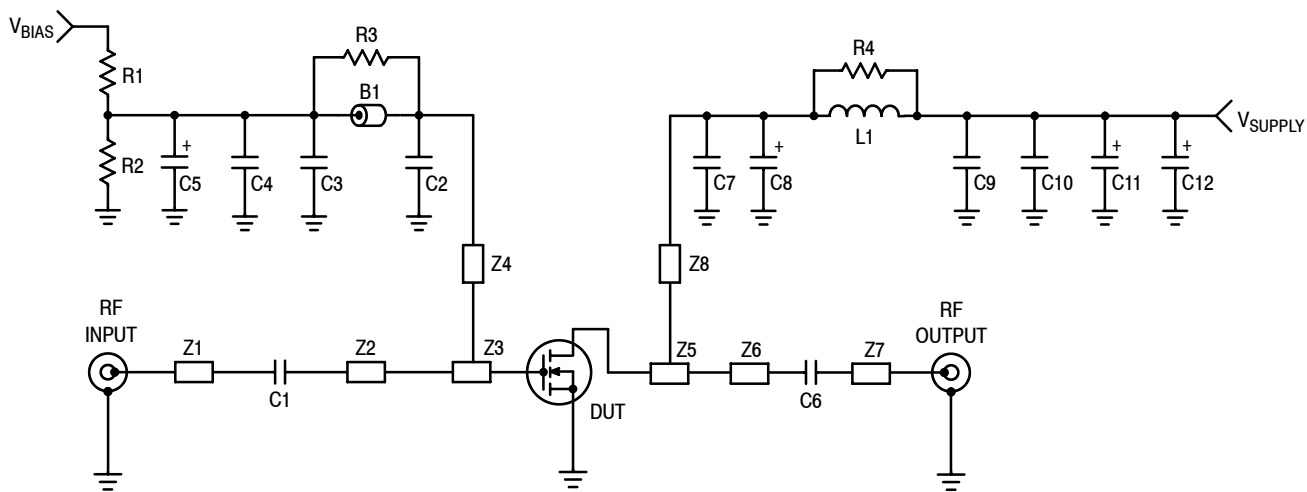 VBIAS
R1
R2
R3
B1
C5
C4
C3
C2
Z4
R4
L1
VSUPPLY
C7
C8
C9
C10
C11
C12
Z8
RF
INPUT
Z1
C1
Z2
Z3
DUT
Z5
Z6
C6
Z7
RF
OUTPUT
+
+
+
+